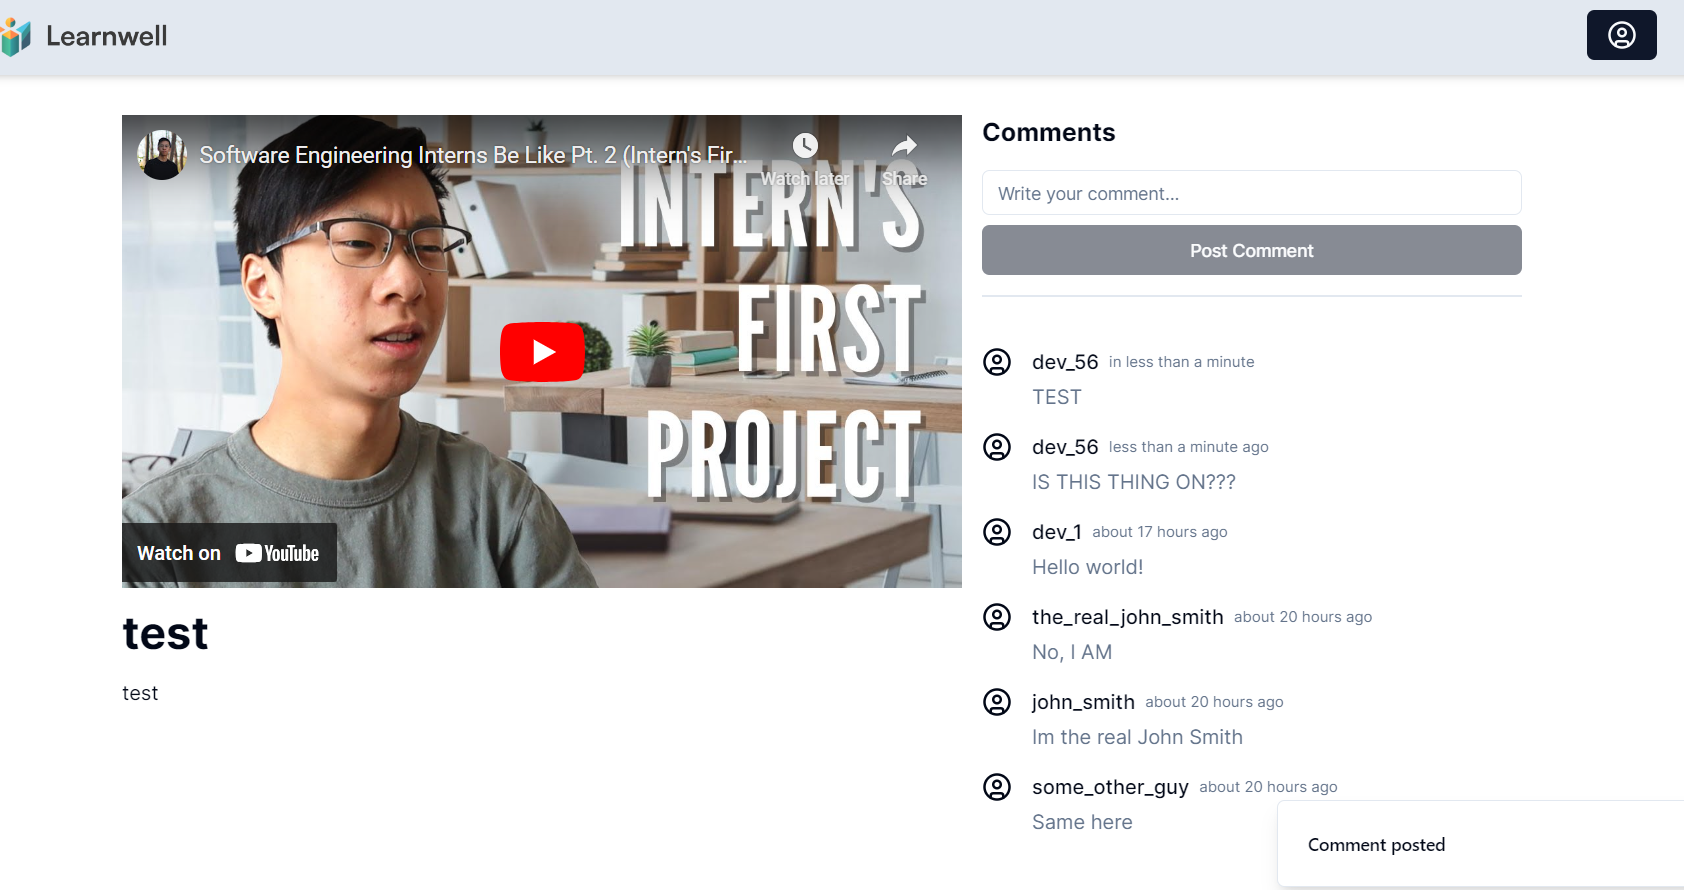 Learnwell
Software Engineering Interns Be Like Pt. 2 (Intern's Fir...
Watch later
Share
INTERN'S
FIRST
PROJECT
Watch on YouTube
test
test
Comments
Write your comment...
Post Comment
dev_56 in less than a minute
TEST
dev_56 less than a minute ago
IS THIS THING ON???
dev_1 about 17 hours ago
Hello world!
the_real_john_smith about 20 hours ago
No, I AM
john_smith about 20 hours ago
Im the real John Smith
some_other_guy about 20 hours ago
Same here
Comment posted